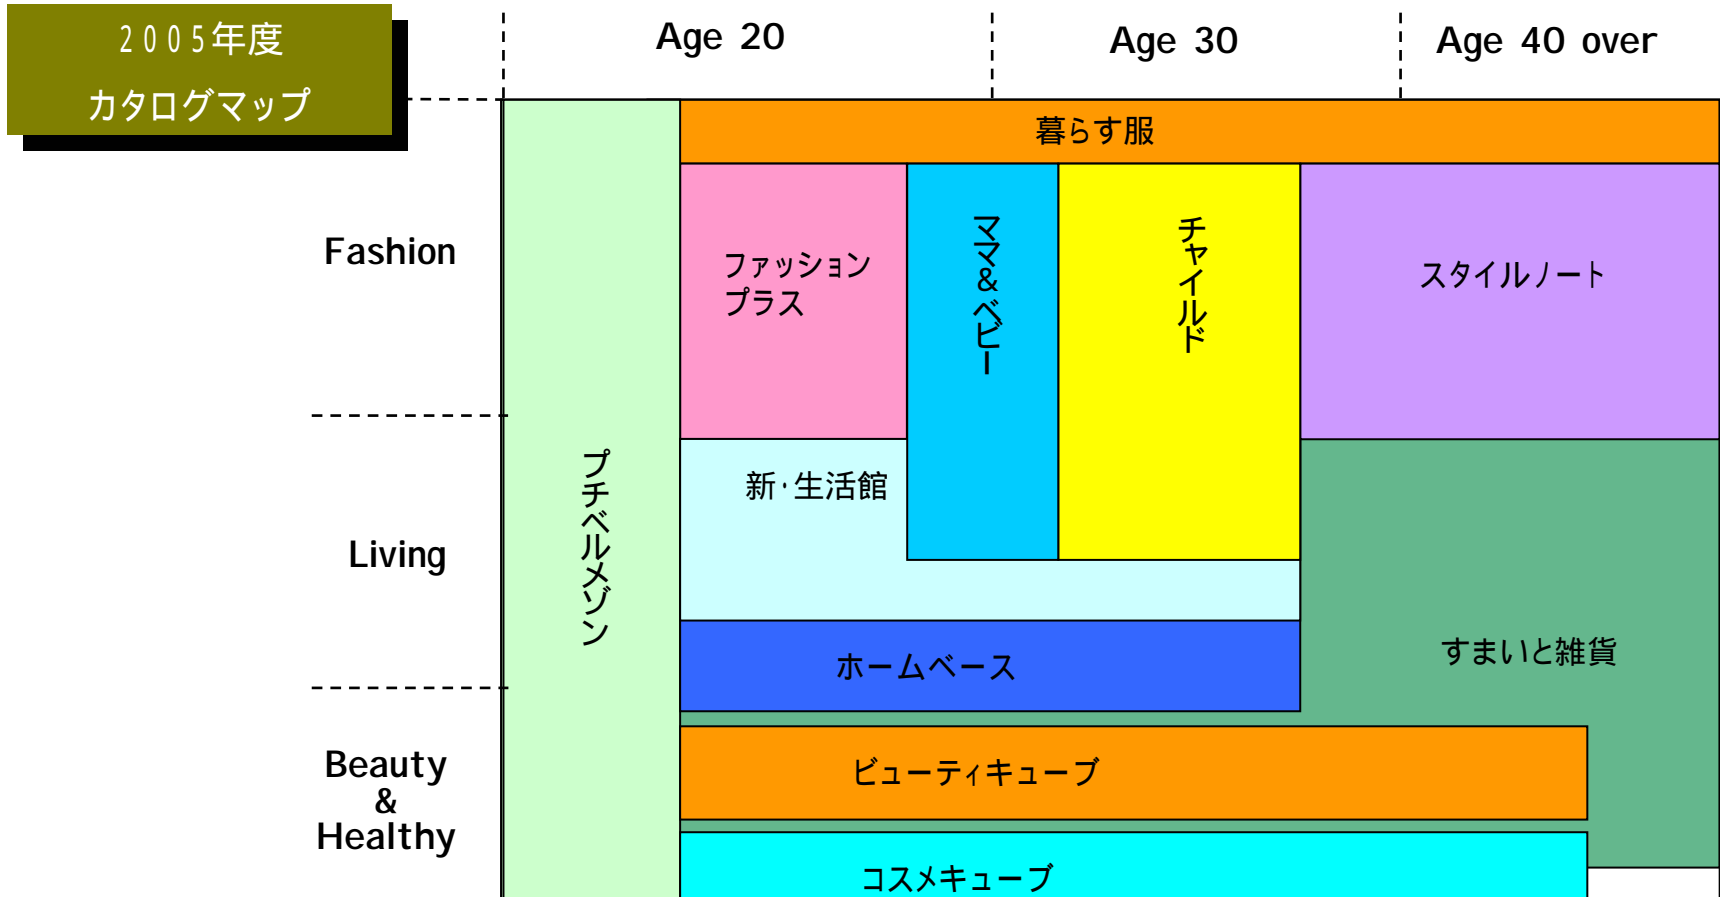 2005年度
カタログマップ
Age 20
Age 30
Age 40 over
暮らす服
Fashion
ファッション
プラス
ママ&ベビー
チャイルド
スタイルノート
プチベルメゾン
新・生活館
Living
ホームベース
すまいと雑貨
Beauty
&
Healthy
ビューティキューブ
コスメキューブ